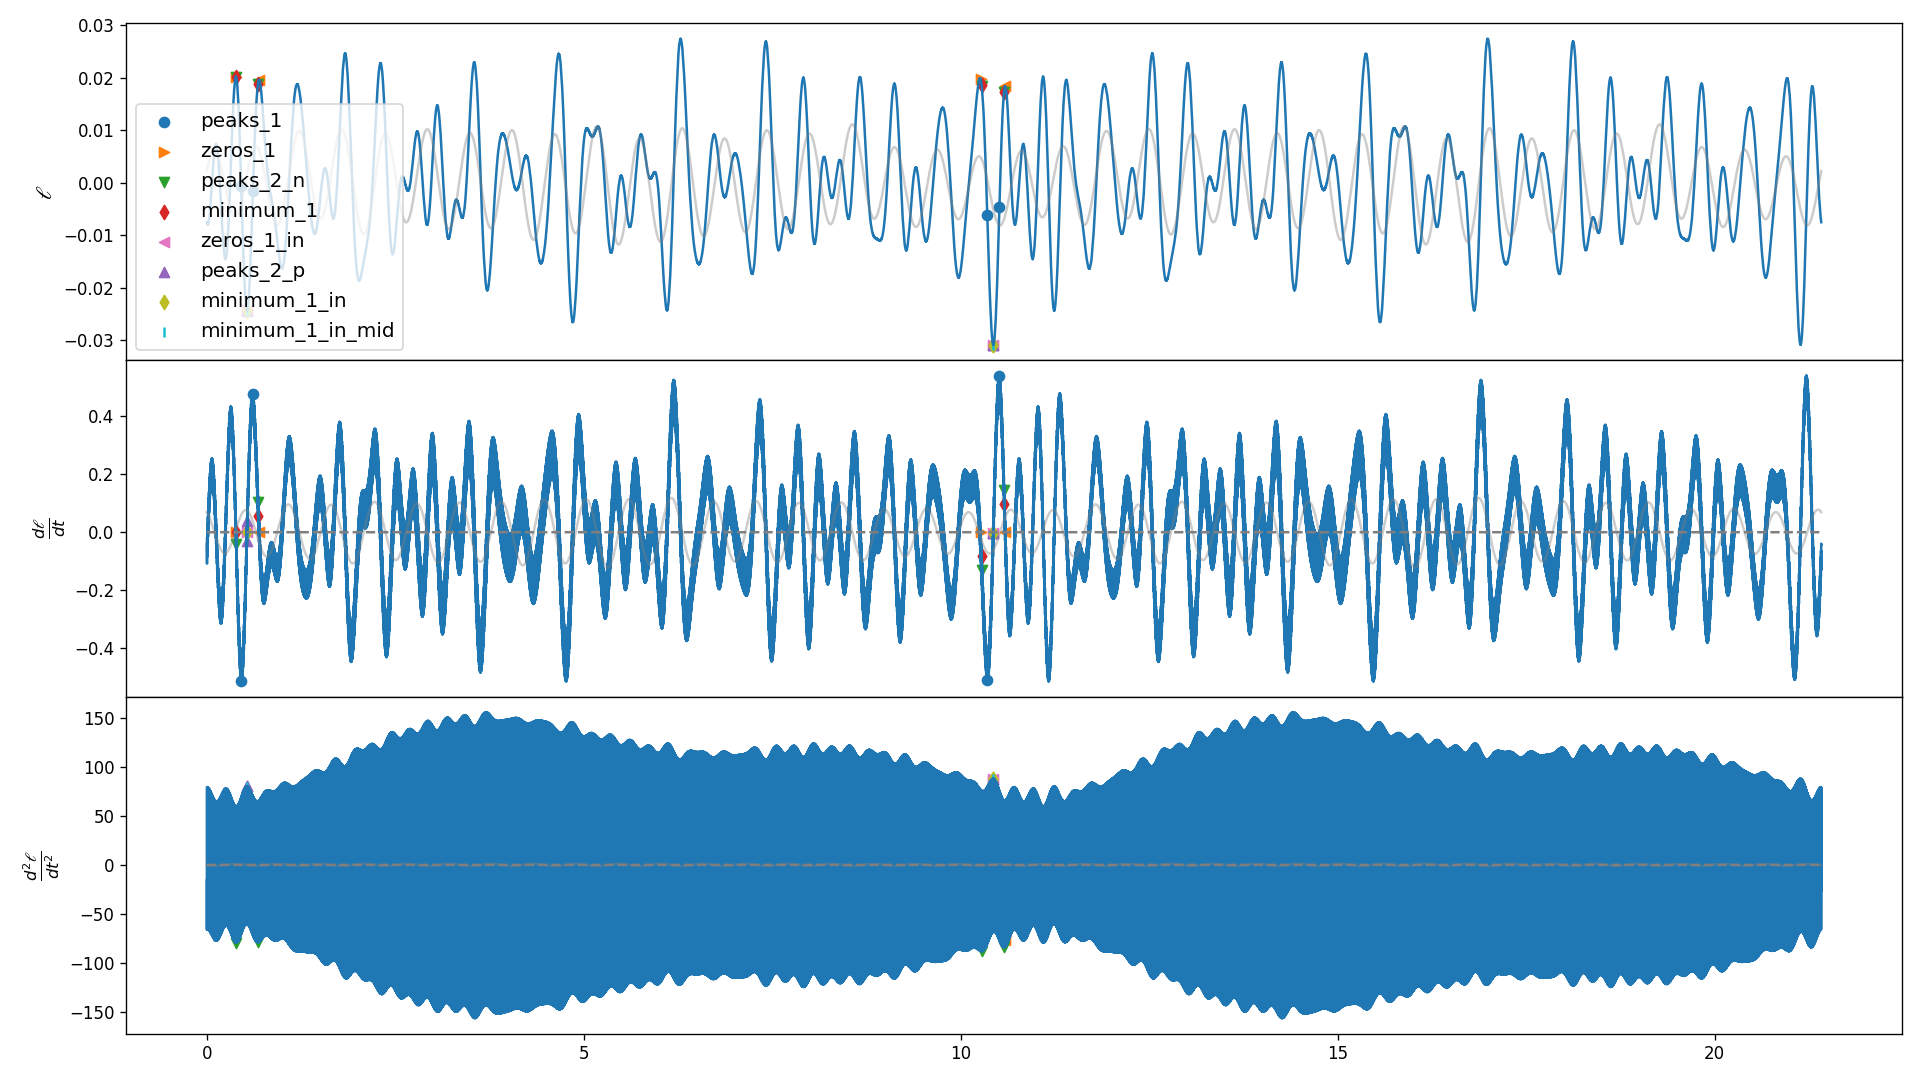 0.03
0.02
0.01
0.00
−0.01
−0.02
−0.03
ℓ
peaks_1
zeros_1
peaks_2_n
minimum_1
zeros_1_in
peaks_2_p
minimum_1_in
minimum_1_in_mid
0.4
0.2
0.0
−0.2
−0.4
dℓ
dt
150
100
50
0
−50
−100
−150
d²ℓ
dt²
0 5 10 15 20